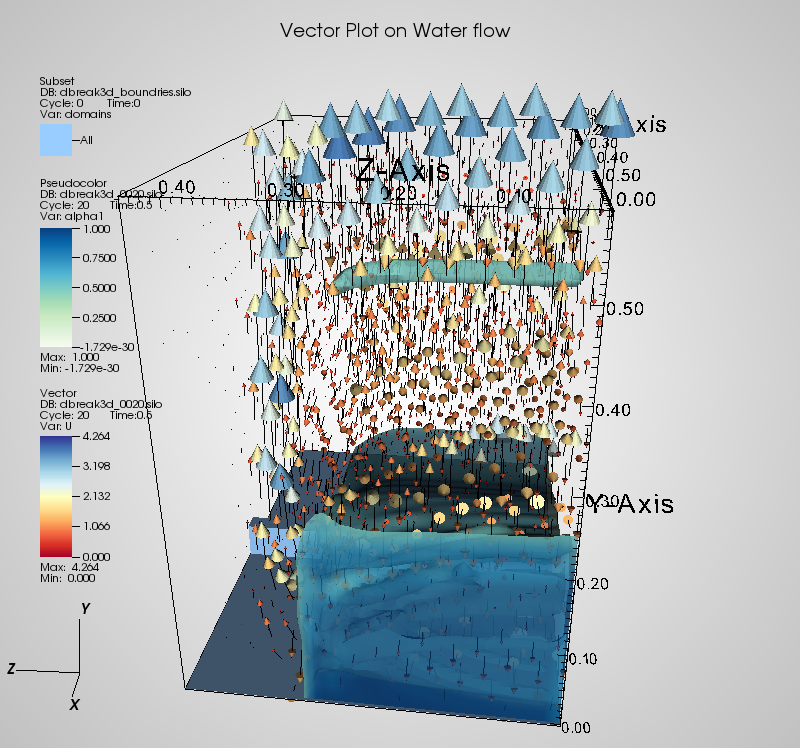 Vector Plot on Water flow
Subset
DB: dbreak3d_boundries.silo
Cycle: 0 Time:0
Var: domains
All
Pseudocolor
DB: dbreak3d_0020.silo
Cycle: 20 Time:0.5
Var: alpha1
1.000
0.7500
0.5000
0.2500
-1.729e-30
Max: 1.000
Min: -1.729e-30
Vector
DB: dbreak3d_0020.silo
Cycle: 20 Time:0.5
Var: U
4.264
3.198
2.132
1.066
0.000
Max: 4.264
Min: 0.000
Z-Axis
0.40
0.30
0.20
0.10
xis
0.30
0.40
0.50
0.00
0.50
0.40
0.30
Y-Axis
0.20
0.10
0.00
Y
Z
X